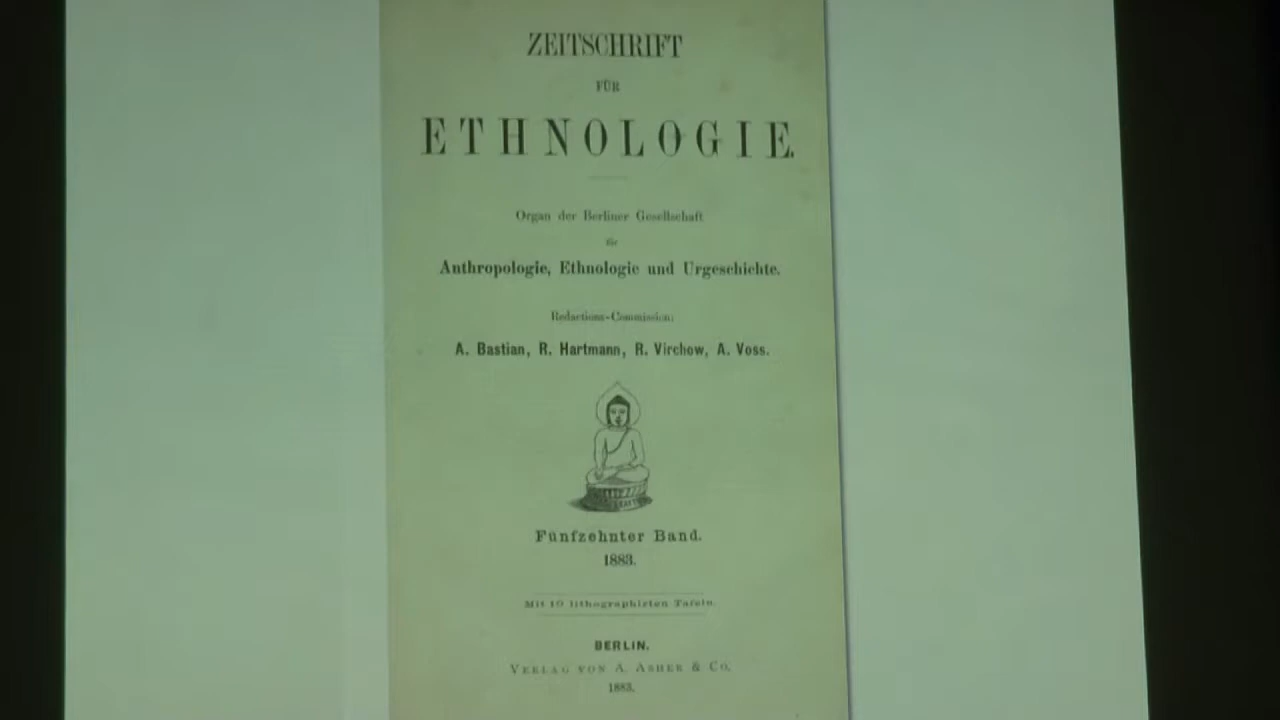 ZEITSCHRIFT
FÜR
ETHNOLOGIE.
Organ der Berliner Gesellschaft
für
Anthropologie, Ethnologie und Urgeschichte.
Redactions-Commission:
A. Bastian, R. Hartmann, R. Virchow, A. Voss.
Fünfzehnter Band.
1883.
Mit 10 lithographirten Tafeln.
BERLIN.
VERLAG VON A. ASHER & CO.
1883.